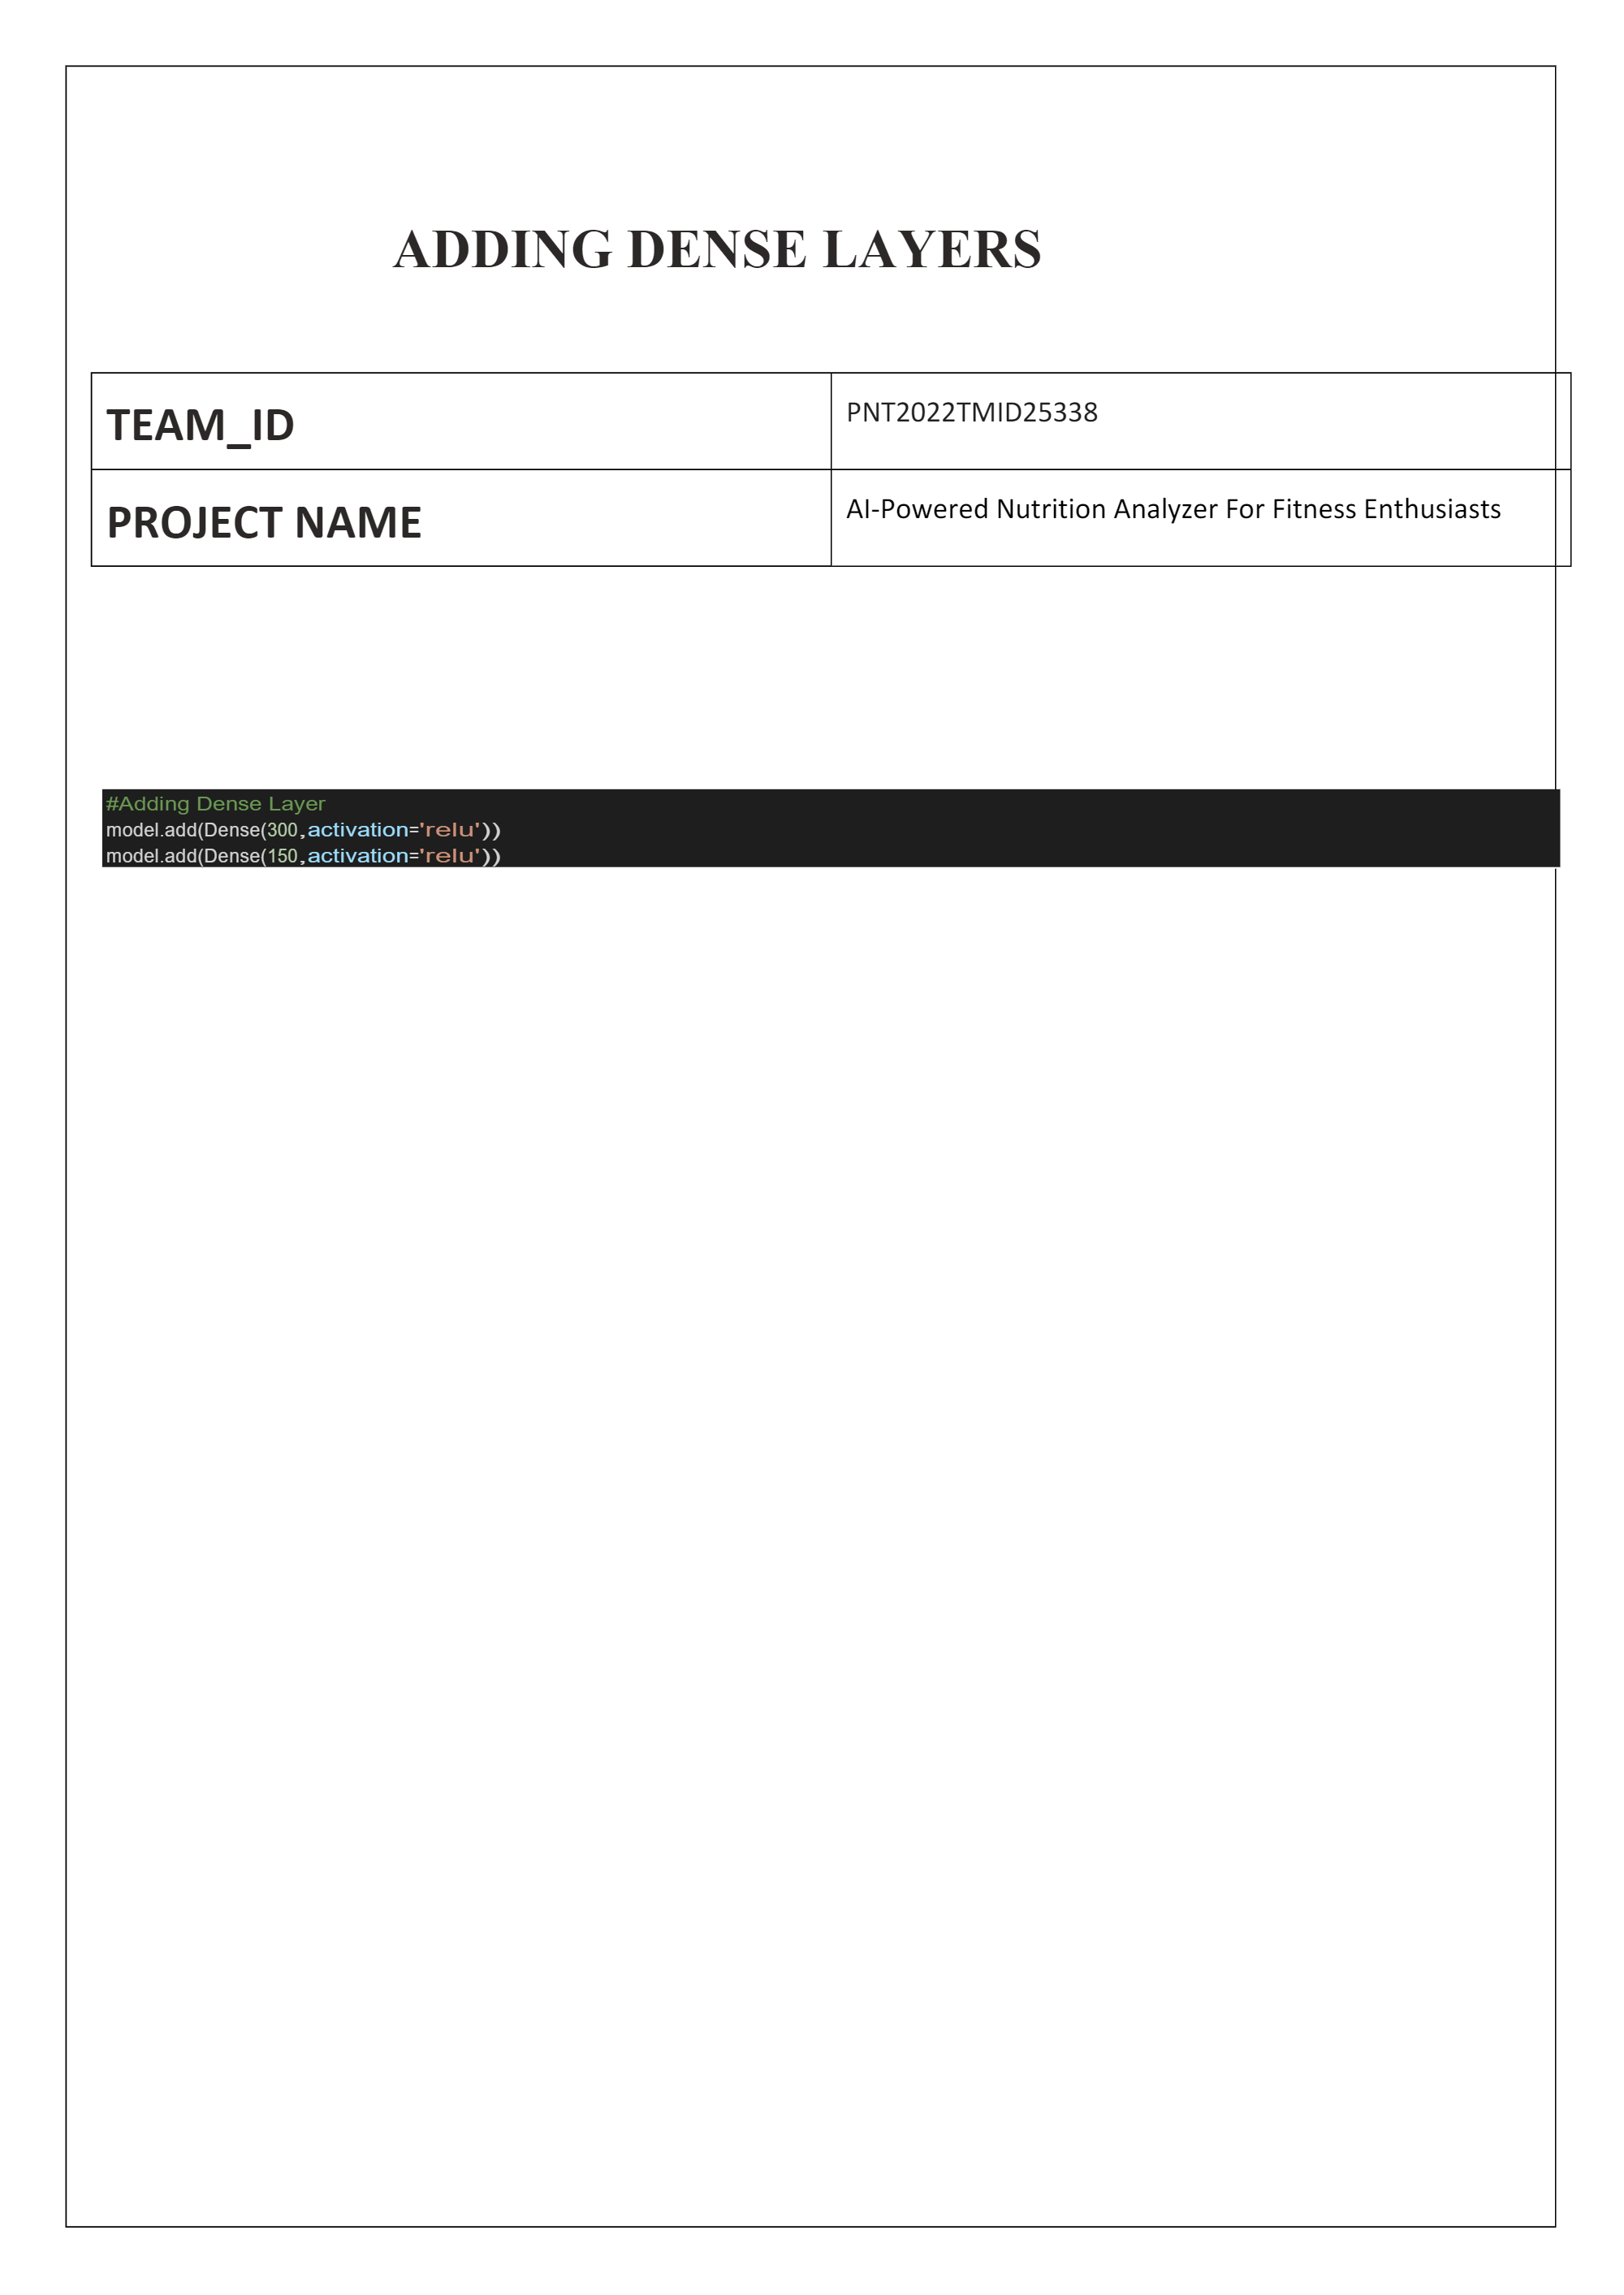 ADDING DENSE LAYERS
TEAM_ID PNT2022TMID25338
PROJECT NAME AI-Powered Nutrition Analyzer For Fitness Enthusiasts
#Adding Dense Layer
model.add(Dense(300,activation='relu'))
model.add(Dense(150,activation='relu'))